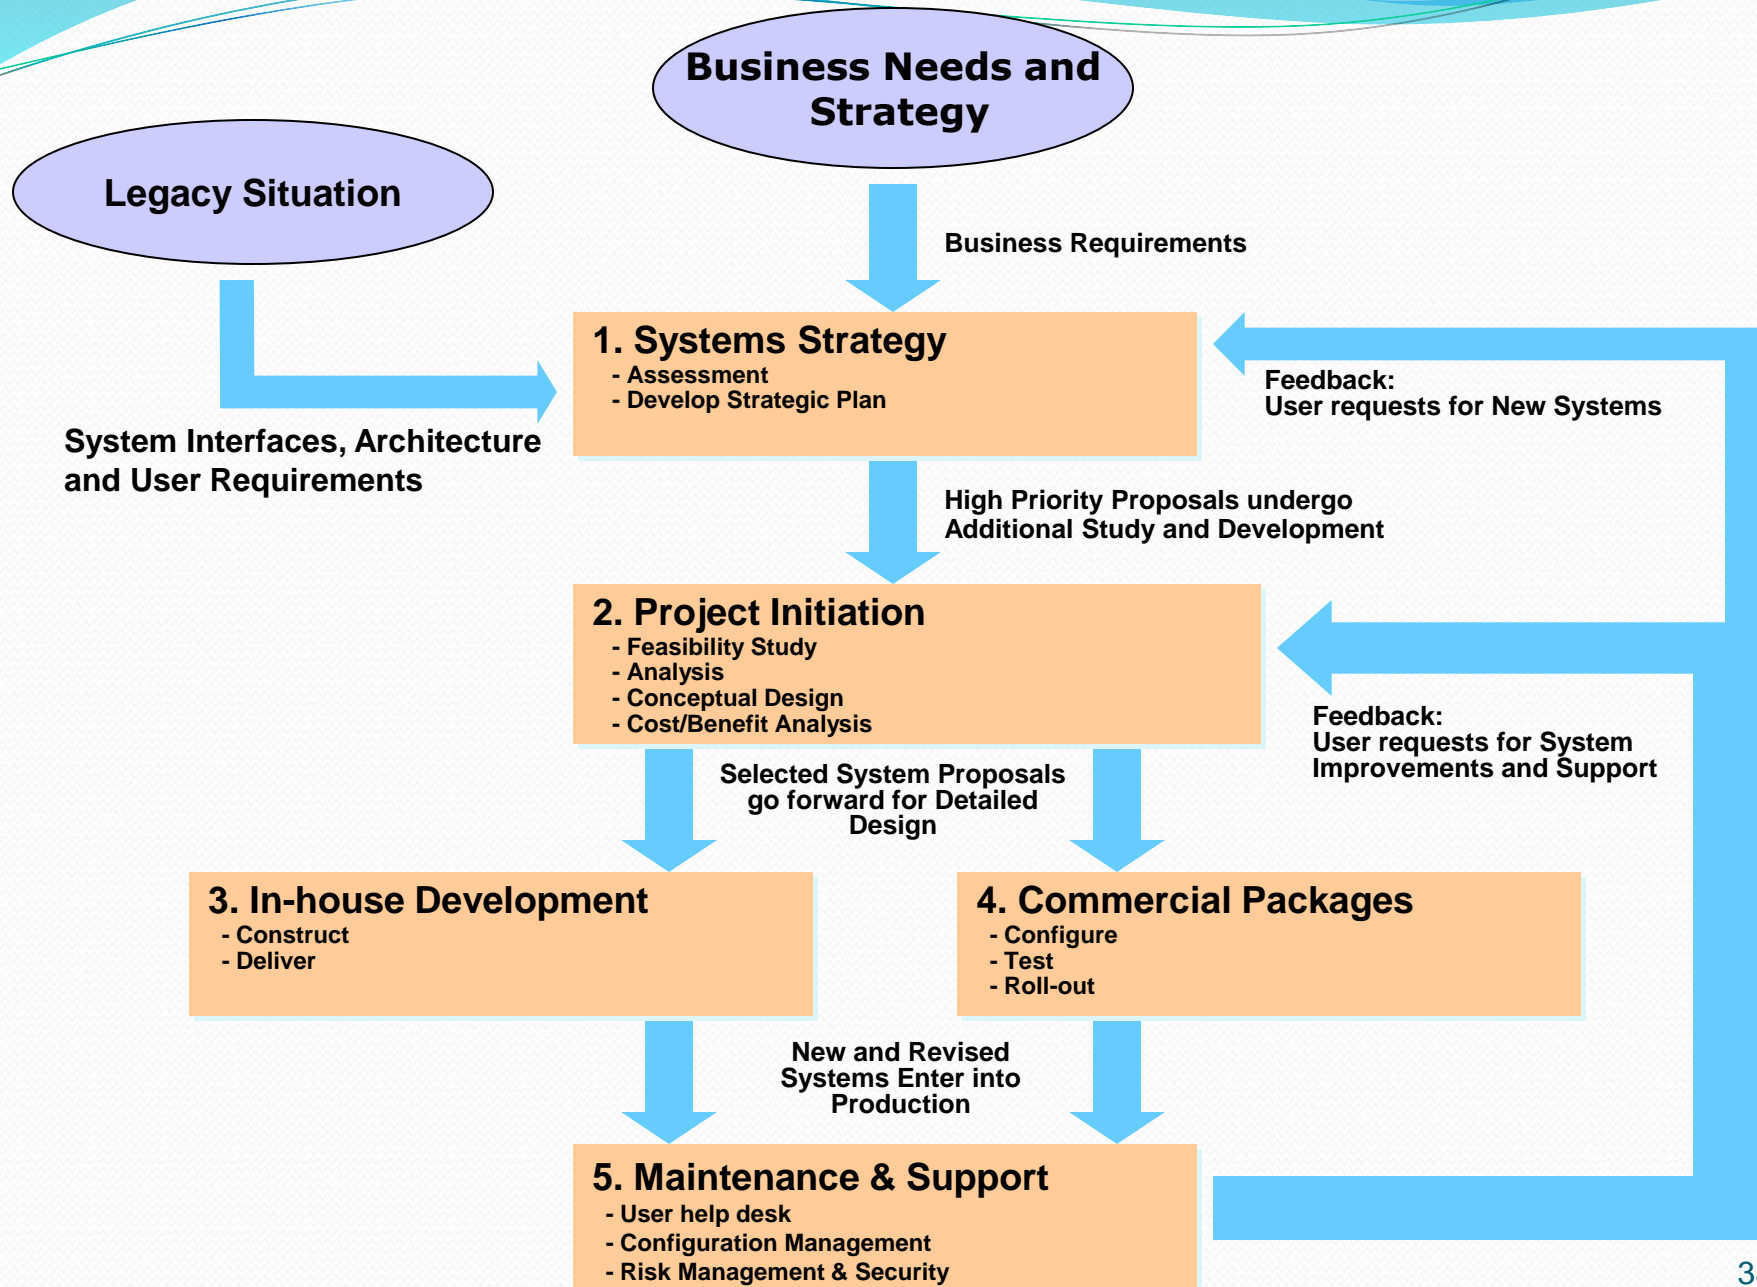 Business Needs and
Strategy
Legacy Situation
Business Requirements
1. Systems Strategy
- Assessment
- Develop Strategic Plan
Feedback:
User requests for New Systems
System Interfaces, Architecture
and User Requirements
High Priority Proposals undergo
Additional Study and Development
2. Project Initiation
- Feasibility Study
- Analysis
- Conceptual Design
- Cost/Benefit Analysis
Feedback:
User requests for System
Improvements and Support
Selected System Proposals
go forward for Detailed
Design
3. In-house Development
- Construct
- Deliver
4. Commercial Packages
- Configure
- Test
- Roll-out
New and Revised
Systems Enter into
Production
5. Maintenance & Support
- User help desk
- Configuration Management
- Risk Management & Security
3